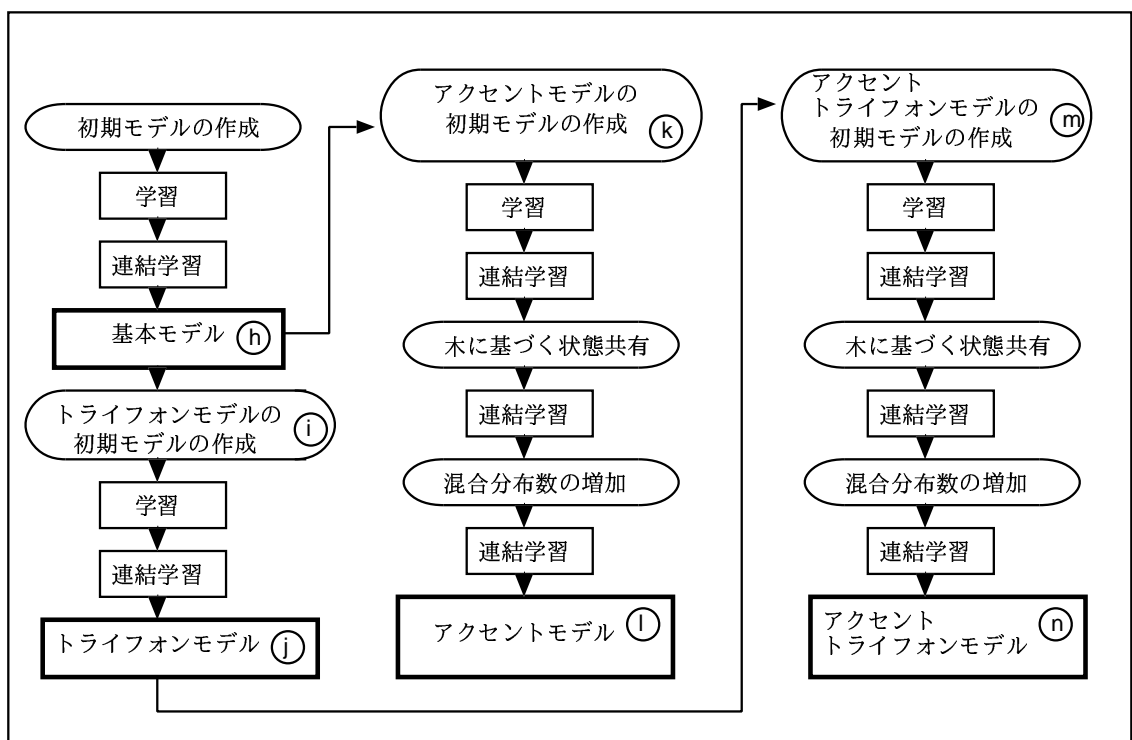 初期モデルの作成
学習
連結学習
基本モデル h
トライフォンモデルの
初期モデルの作成 i
学習
連結学習
トライフォンモデル j
アクセントモデルの
初期モデルの作成 k
学習
連結学習
木に基づく状態共有
連結学習
混合分布数の増加
連結学習
アクセントモデル l
アクセント
トライフォンモデルの m
初期モデルの作成
学習
連結学習
木に基づく状態共有
連結学習
混合分布数の増加
連結学習
アクセント n
トライフォンモデル